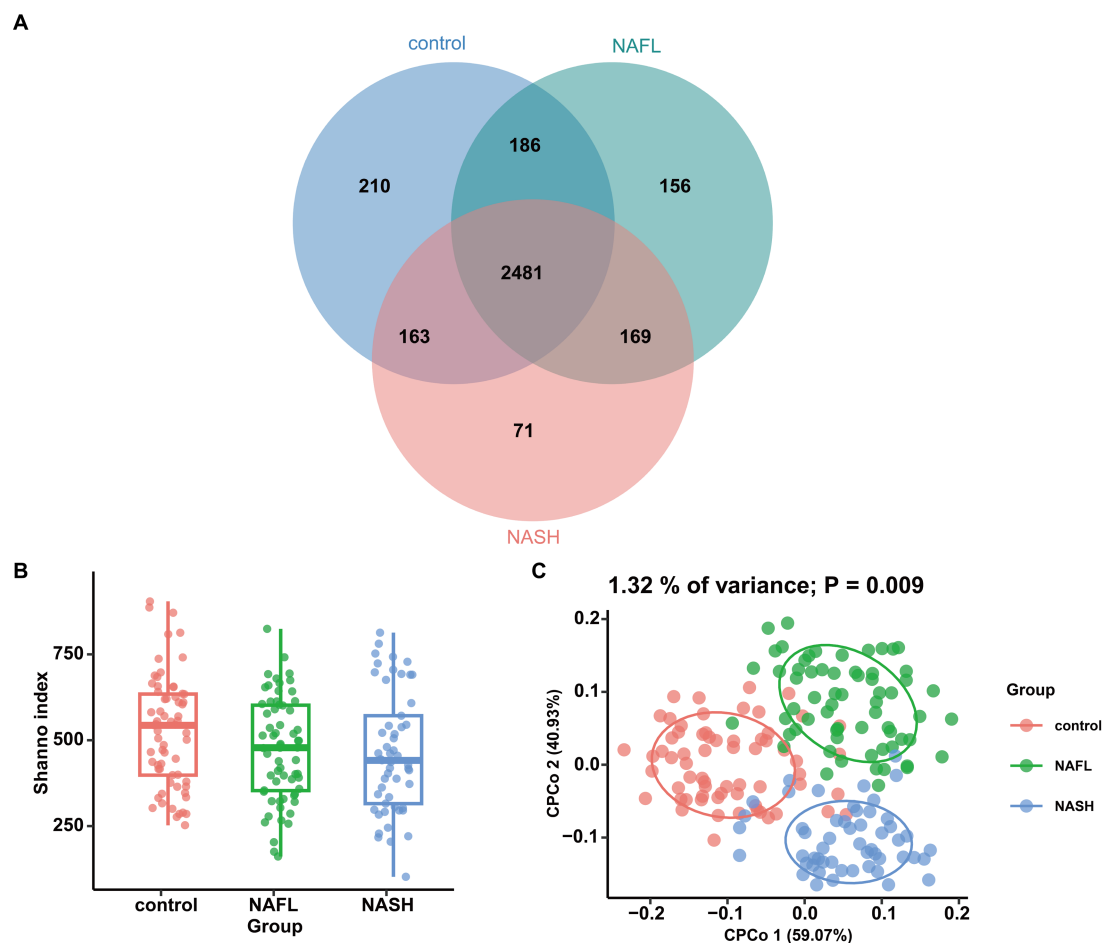 A
control
NAFL
186
210
156
2481
163
169
71
NASH
B
Shanno index
750
500
250
control
NAFL
NASH
Group
C
1.32 % of variance; P = 0.009
CPCo 2 (40.93%)
0.2
0.1
0.0
−0.1
−0.2
−0.1
0.0
0.1
0.2
CPCo 1 (59.07%)
Group
control
NAFL
NASH